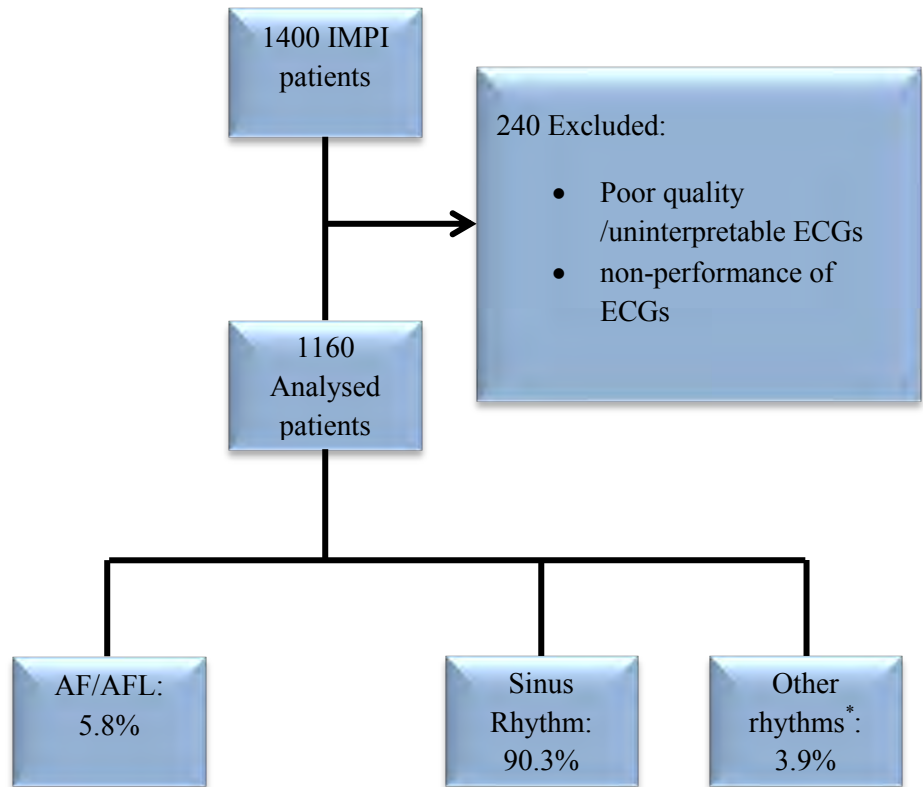 1400 IMPI
patients
240 Excluded:
• Poor quality
/uninterpretable ECGs
• non-performance of
ECGs
1160
Analysed
patients
AF/AFL:
5.8%
Sinus
Rhythm:
90.3%
Other
rhythms*:
3.9%